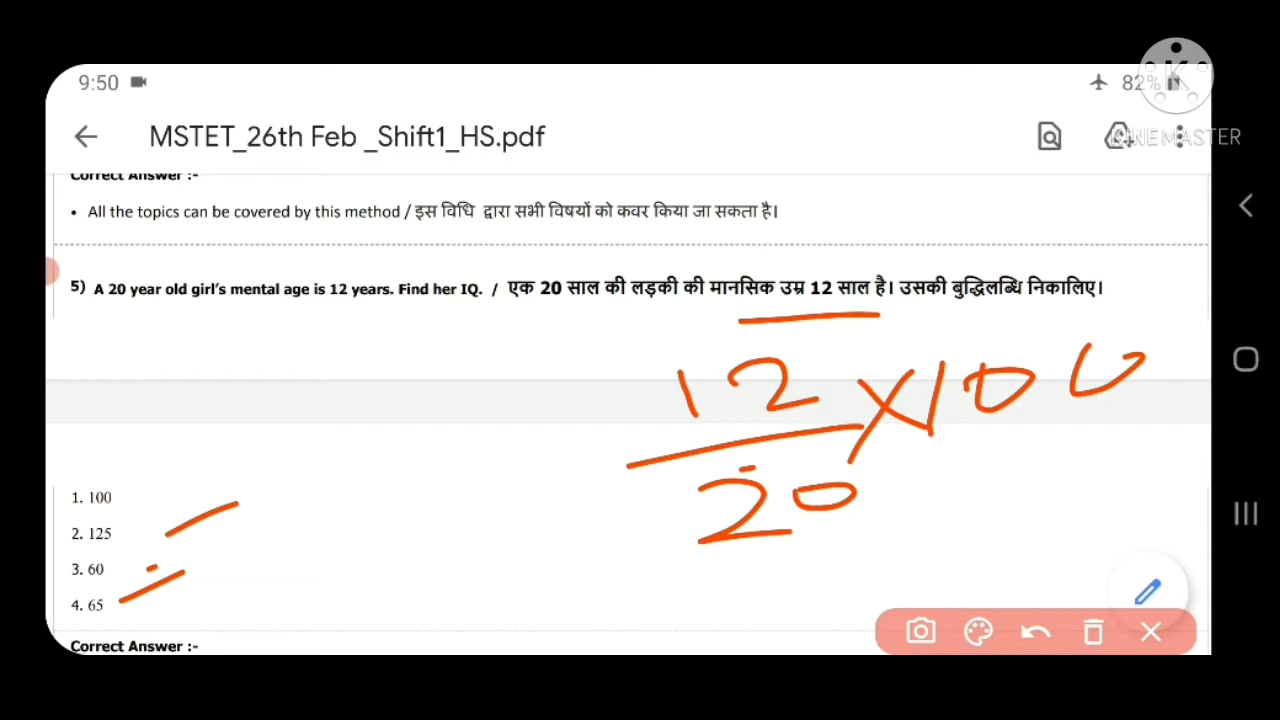 9:50 82%
MSTET_26th Feb _Shift1_HS.pdf
KINEMASTER
Correct Answer :-
• All the topics can be covered by this method / इस विधि द्वारा सभी विषयों को कवर किया जा सकता है।
5) A 20 year old girl's mental age is 12 years. Find her IQ. / एक 20 साल की लड़की की मानसिक उम्र 12 साल है। उसकी बुद्धिलब्धि निकालिए।
12 × 100
20
1. 100
2. 125
3. 60
4. 65
Correct Answer :-